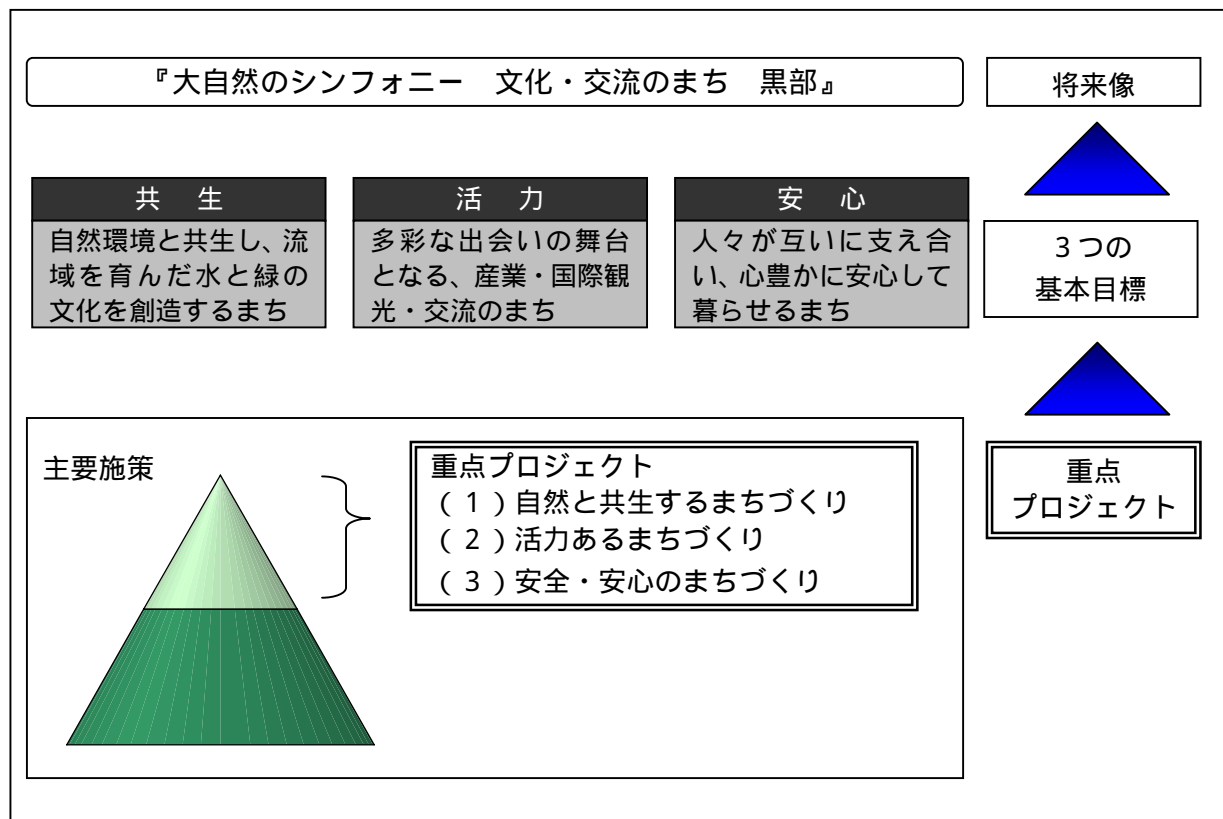 『大自然のシンフォニー　文化・交流のまち　黒部』
将来像
共　生
自然環境と共生し、流
域を育んだ水と緑の
文化を創造するまち
活　力
多彩な出会いの舞台
となる、産業・国際観
光・交流のまち
安　心
人々が互いに支え合
い、心豊かに安心して
暮らせるまち
３つの
基本目標
主要施策
重点プロジェクト
（１）自然と共生するまちづくり
（２）活力あるまちづくり
（３）安全・安心のまちづくり
重点
プロジェクト